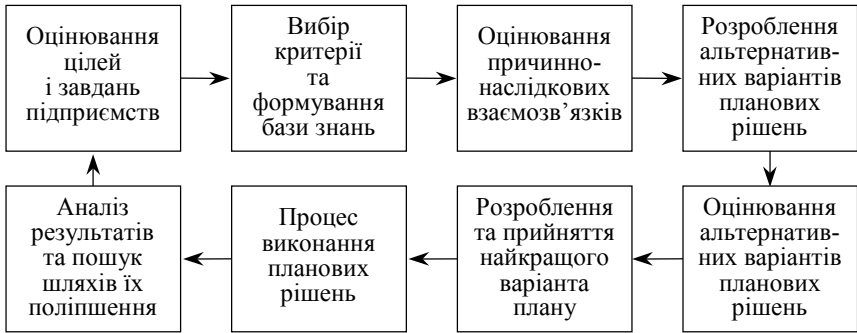 Оцінювання
цілей
і завдань
підприємств
Вибір
критерії
та
формування
бази знань
Оцінювання
причинно-
наслідкових
взаємозв’язків
Розроблення
альтернатив-
них варіантів
планових
рішень
Аналіз
результатів
та пошук
шляхів їх
поліпшення
Процес
виконання
планових
рішень
Розроблення
та прийняття
найкращого
варіанта
плану
Оцінювання
альтернатив-
них варіантів
планових
рішень